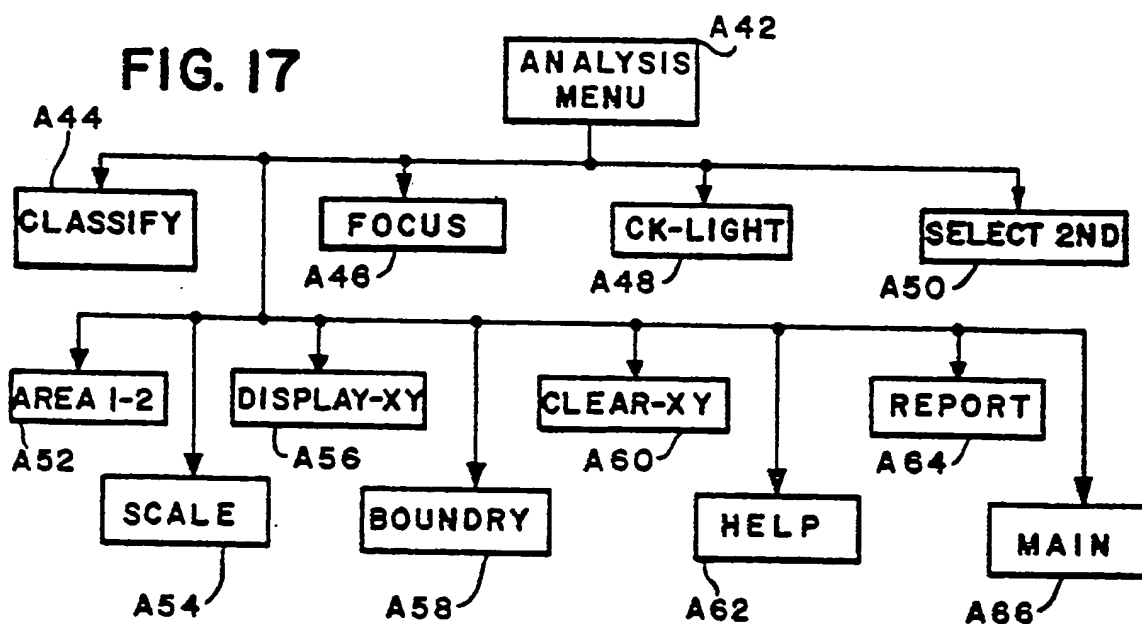 FIG. 17
A42
ANALYSIS
MENU
A44
CLASSIFY
FOCUS
CK-LIGHT
SELECT 2ND
A46
A48
A50
AREA 1-2
DISPLAY-XY
CLEAR-XY
REPORT
A52
A56
A60
A64
SCALE
BOUNDRY
HELP
MAIN
A54
A58
A62
A66